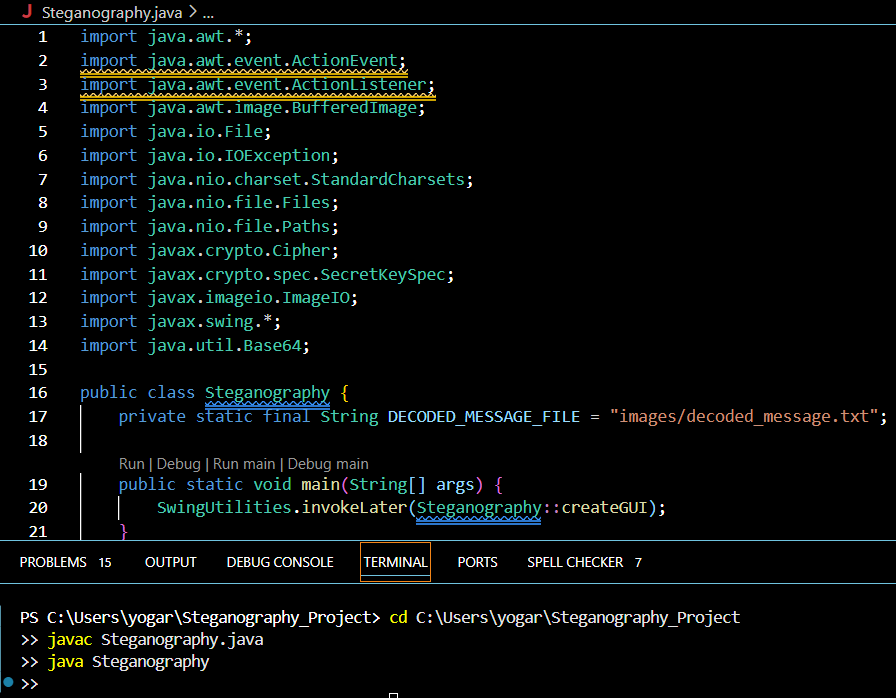 J Steganography.java > ...
1 import java.awt.*;
2 import java.awt.event.ActionEvent;
3 import java.awt.event.ActionListener;
4 import java.awt.image.BufferedImage;
5 import java.io.File;
6 import java.io.IOException;
7 import java.nio.charset.StandardCharsets;
8 import java.nio.file.Files;
9 import java.nio.file.Paths;
10 import javax.crypto.Cipher;
11 import javax.crypto.spec.SecretKeySpec;
12 import javax.imageio.ImageIO;
13 import javax.swing.*;
14 import java.util.Base64;
15
16 public class Steganography {
17 private static final String DECODED_MESSAGE_FILE = "images/decoded_message.txt";
18
Run | Debug | Run main | Debug main
19 public static void main(String[] args) {
20 SwingUtilities.invokeLater(Steganography::createGUI);
21 }
PROBLEMS 15 OUTPUT DEBUG CONSOLE TERMINAL PORTS SPELL CHECKER 7
PS C:\Users\yogar\Steganography_Project> cd C:\Users\yogar\Steganography_Project
>> javac Steganography.java
>> java Steganography
>>